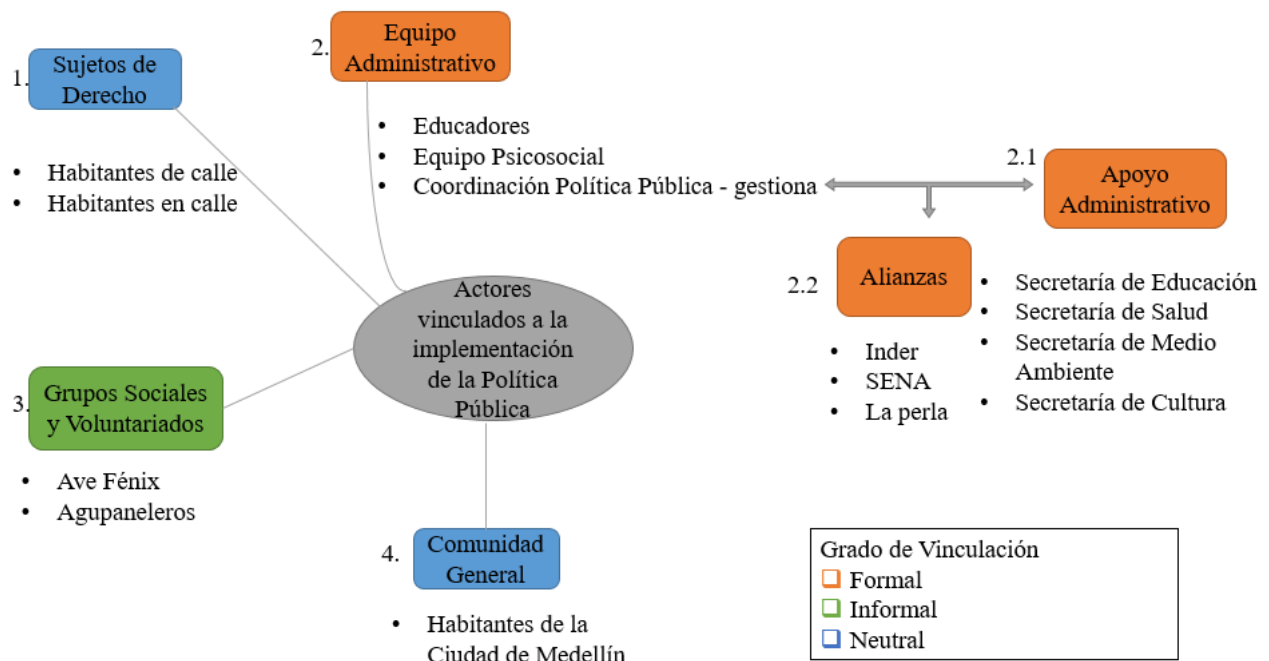 1.
Sujetos de
Derecho
• Habitantes de calle
• Habitantes en calle
2.
Equipo
Administrativo
• Educadores
• Equipo Psicosocial
• Coordinación Política Pública - gestiona
2.1
Apoyo
Administrativo
• Secretaría de Educación
• Secretaría de Salud
• Secretaría de Medio
Ambiente
• Secretaría de Cultura
2.2
Alianzas
• Inder
• SENA
• La perla
Actores
vinculados a la
implementación
de la Política
Pública
3.
Grupos Sociales
y Voluntariados
• Ave Fénix
• Agupaneleros
4.
Comunidad
General
• Habitantes de la
Ciudad de Medellín
Grado de Vinculación
Formal
Informal
Neutral